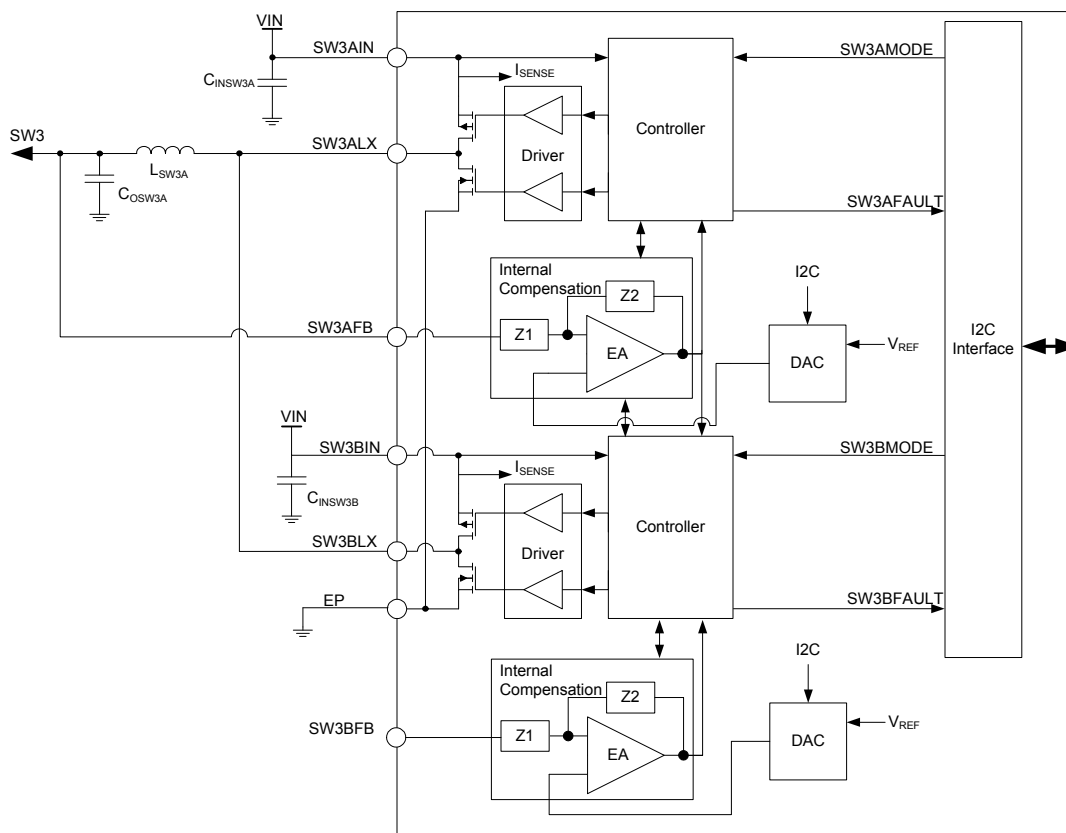 VIN
SW3AIN
CINSW3A
ISENSE
SW3AMODE
Controller
SW3
LSW3A
SW3ALX
Driver
COSW3A
SW3AFAULT
Internal
Compensation
Z2
I2C
SW3AFB
Z1
EA
DAC
VREF
I2C
Interface
VIN
SW3BIN
CINSW3B
ISENSE
SW3BMODE
Controller
SW3BLX
Driver
EP
SW3BFAULT
Internal
Compensation
Z2
I2C
SW3BFB
Z1
EA
DAC
VREF